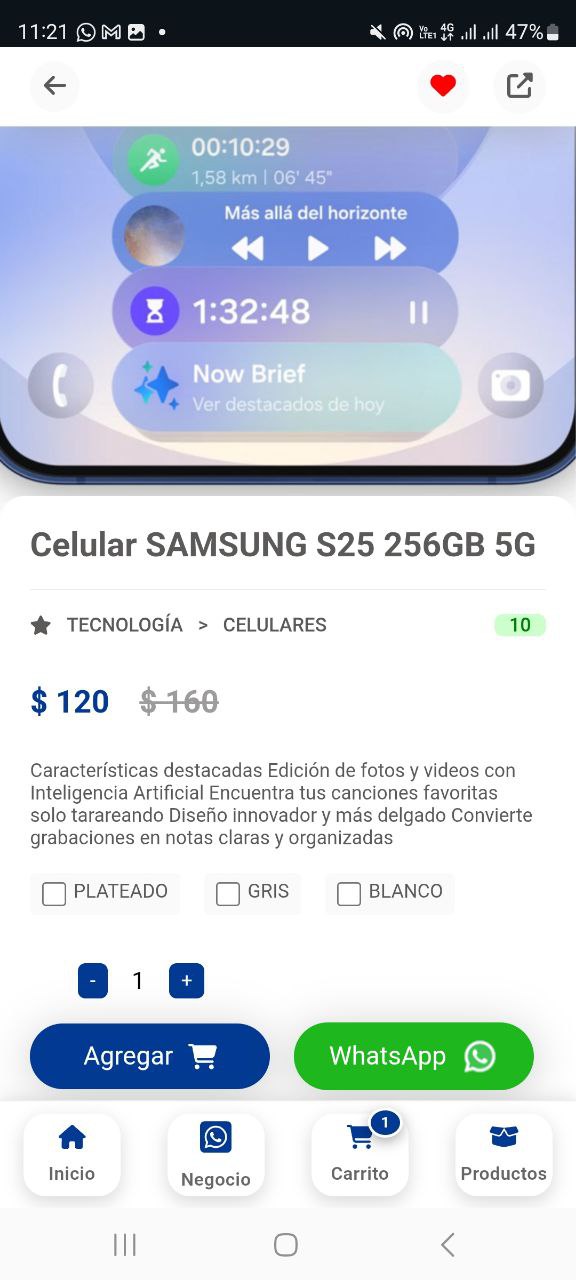 11:21
Vo LTE1 4G 47%
00:10:29
1,58 km | 06' 45"
Más allá del horizonte
1:32:48
Now Brief
Ver destacados de hoy
Celular SAMSUNG S25 256GB 5G
TECNOLOGÍA > CELULARES 10
$ 120 $ 160
Características destacadas Edición de fotos y videos con
Inteligencia Artificial Encuentra tus canciones favoritas
solo tarareando Diseño innovador y más delgado Convierte
grabaciones en notas claras y organizadas
PLATEADO GRIS BLANCO
- 1 +
Agregar WhatsApp
1
Inicio Negocio Carrito Productos